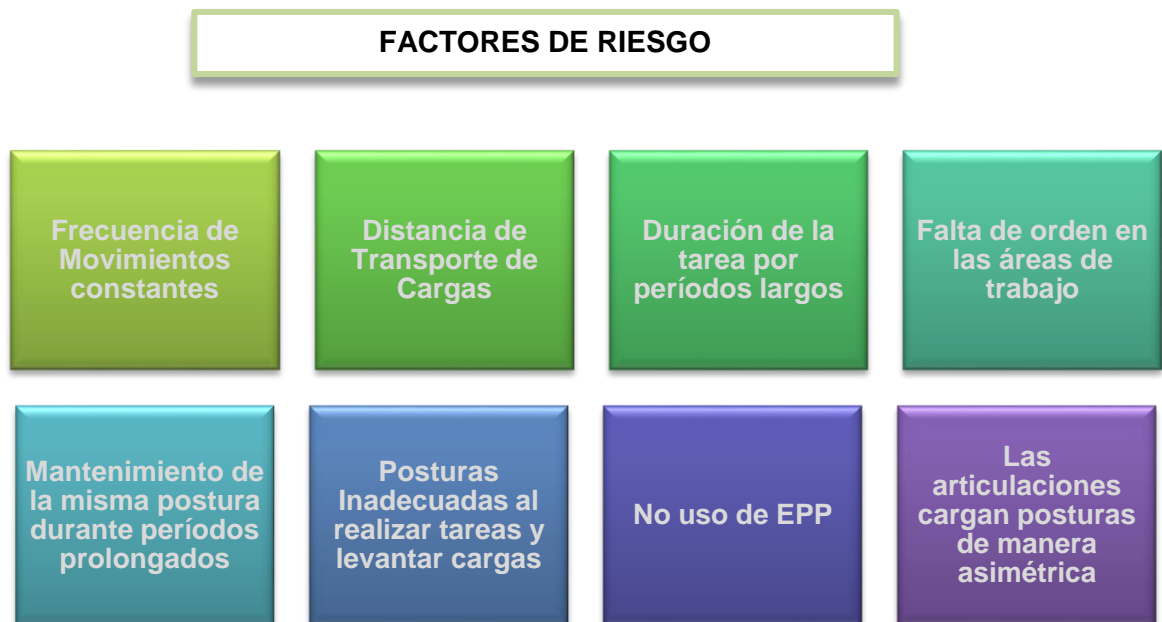 FACTORES DE RIESGO
Frecuencia de
Movimientos
constantes
Distancia de
Transporte de
Cargas
Duración de la
tarea por
períodos largos
Falta de orden en
las áreas de
trabajo
Mantenimiento de
la misma postura
durante períodos
prolongados
Posturas
Inadecuadas al
realizar tareas y
levantar cargas
No uso de EPP
Las
articulaciones
cargan posturas
de manera
asimétrica